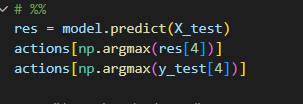 # %%
res = model.predict(X_test)
actions[np.argmax(res[4])]
actions[np.argmax(y_test[4])]